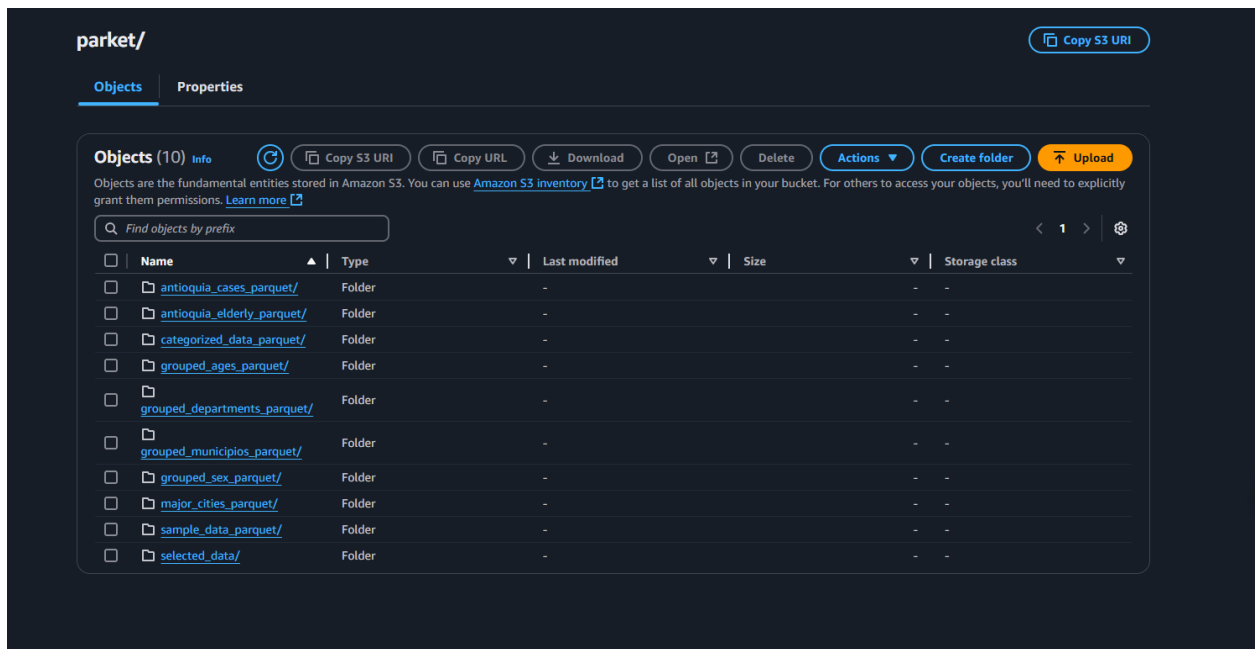 parket/
Copy S3 URI
Objects
Properties
Objects (10) Info
Copy S3 URI
Copy URL
Download
Open
Delete
Actions
Create folder
Upload
Objects are the fundamental entities stored in Amazon S3. You can use Amazon S3 inventory to get a list of all objects in your bucket. For others to access your objects, you'll need to explicitly
grant them permissions. Learn more
Find objects by prefix
1
Name Type Last modified Size Storage class
antioquia_cases_parquet/ Folder - - -
antioquia_elderly_parquet/ Folder - - -
categorized_data_parquet/ Folder - - -
grouped_ages_parquet/ Folder - - -
grouped_departments_parquet/ Folder - - -
grouped_municipios_parquet/ Folder - - -
grouped_sex_parquet/ Folder - - -
major_cities_parquet/ Folder - - -
sample_data_parquet/ Folder - - -
selected_data/ Folder - - -